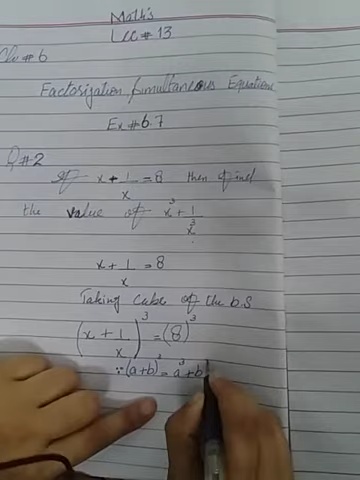 Math's
Lec # 13
Ch # 6
Factorization Simultaneous Equations
Ex # 6.7
Q # 2
If x + 1/x = 8 then find
the value of x³ + 1/x³
x + 1/x = 8
Taking cube of the b.s
(x + 1/x)³ = (8)³
∵ (a+b)³ = a³ + b